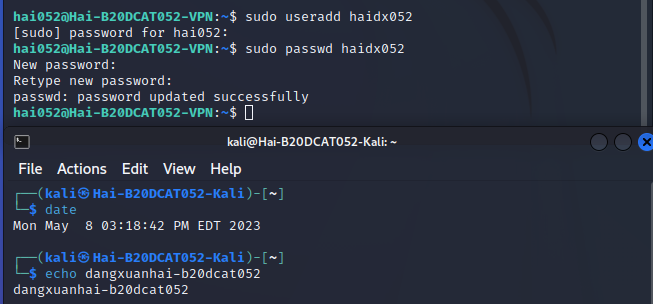 hai052@Hai-B20DCAT052-VPN:~$ sudo useradd haidx052
[sudo] password for hai052:
hai052@Hai-B20DCAT052-VPN:~$ sudo passwd haidx052
New password:
Retype new password:
passwd: password updated successfully
hai052@Hai-B20DCAT052-VPN:~$
kali@Hai-B20DCAT052-Kali: ~
File Actions Edit View Help
┌──(kali㉿Hai-B20DCAT052-Kali)-[~]
└─$ date
Mon May  8 03:18:42 PM EDT 2023
┌──(kali㉿Hai-B20DCAT052-Kali)-[~]
└─$ echo dangxuanhai-b20dcat052
dangxuanhai-b20dcat052